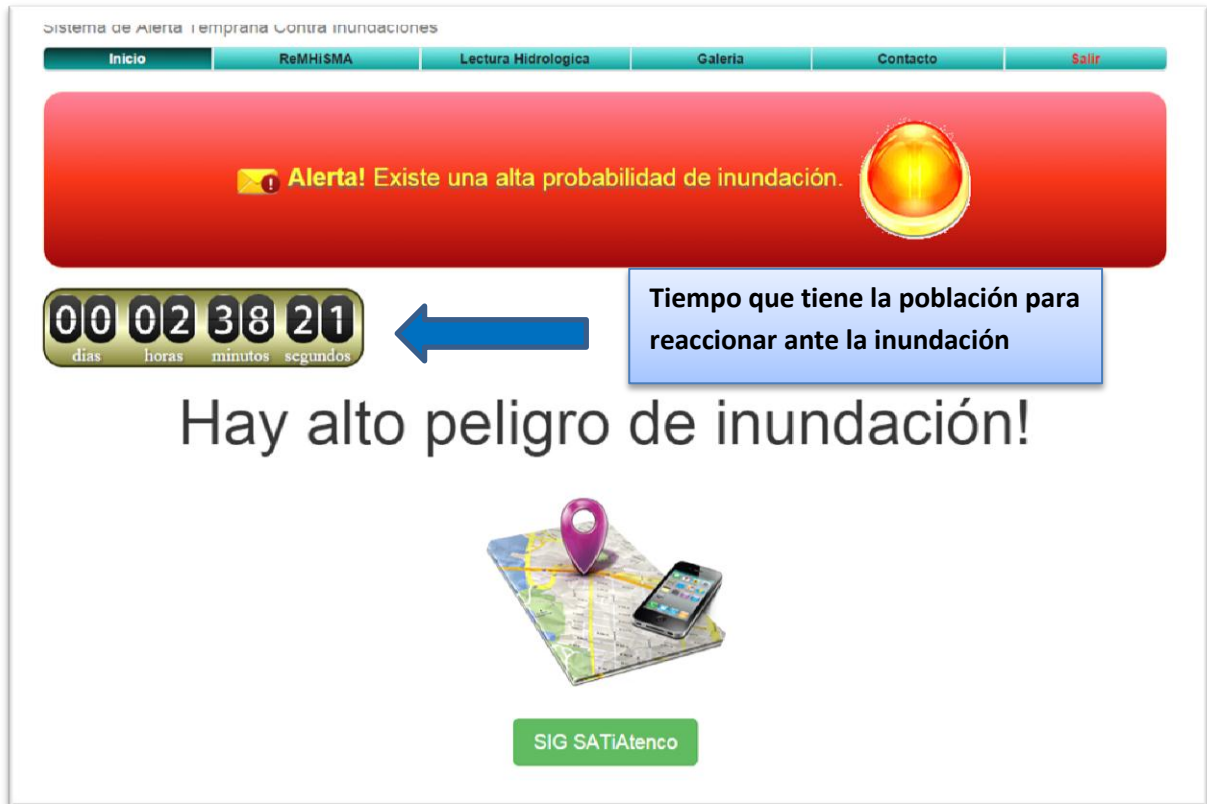 Sistema de Alerta Temprana Contra Inundaciones
Inicio ReMHiSMA Lectura Hidrologica Galeria Contacto Salir
Alerta! Existe una alta probabilidad de inundación.
Tiempo que tiene la población para
reaccionar ante la inundación
00 02 38 21
dias horas minutos segundos
Hay alto peligro de inundación!
SIG SATiAtenco